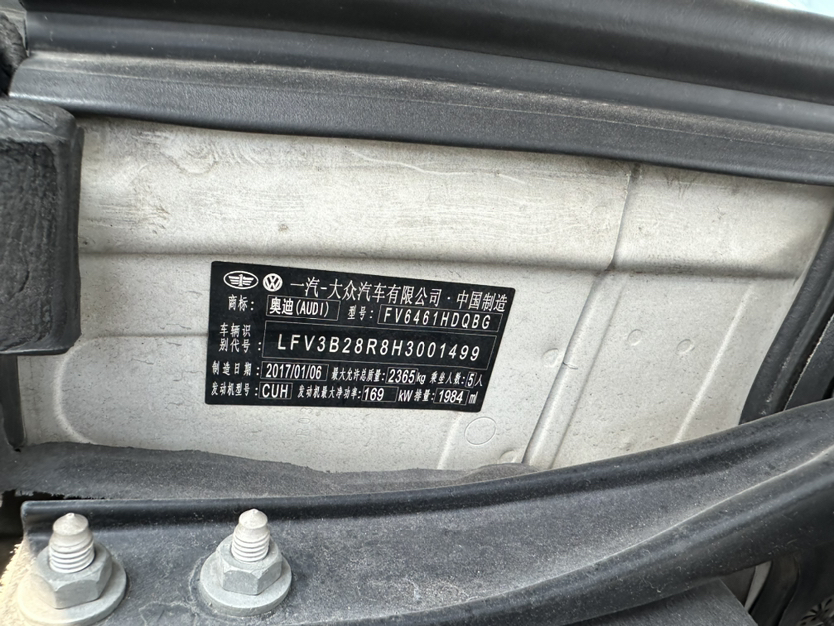 一汽-大众汽车有限公司·中国制造
商标: 奥迪(AUDI) 型号: FV6461HDQBG
车辆识别代号: LFV3B28R8H3001499
制造日期: 2017/01/06 最大允许总质量: 2365kg 乘坐人数: 5人
发动机型号: CUH 发动机最大净功率: 169 kW 排量: 1984 ml